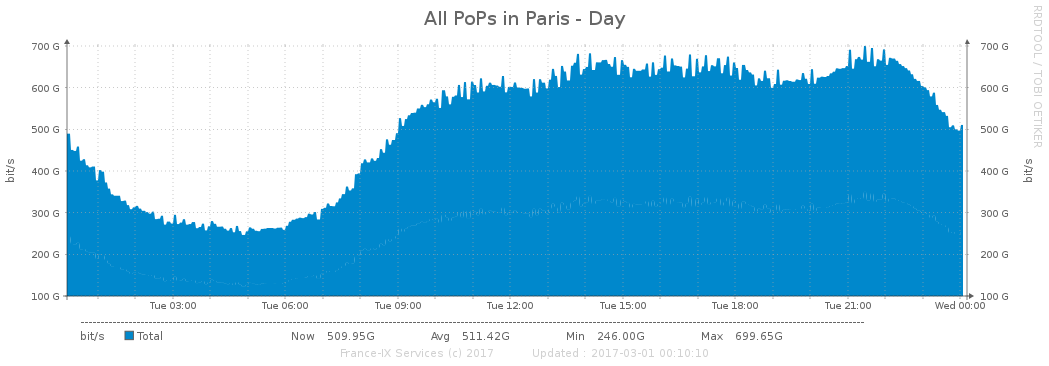 All PoPs in Paris - Day
RRDTOOL / TOBI OETIKER
bit/s
bit/s
700 G 700 G
600 G 600 G
500 G 500 G
400 G 400 G
300 G 300 G
200 G 200 G
100 G 100 G
Tue 03:00 Tue 06:00 Tue 09:00 Tue 12:00 Tue 15:00 Tue 18:00 Tue 21:00 Wed 00:00
bit/s Total Now 509.95G Avg 511.42G Min 246.00G Max 699.65G
France-IX Services (c) 2017 Updated : 2017-03-01 00:10:10